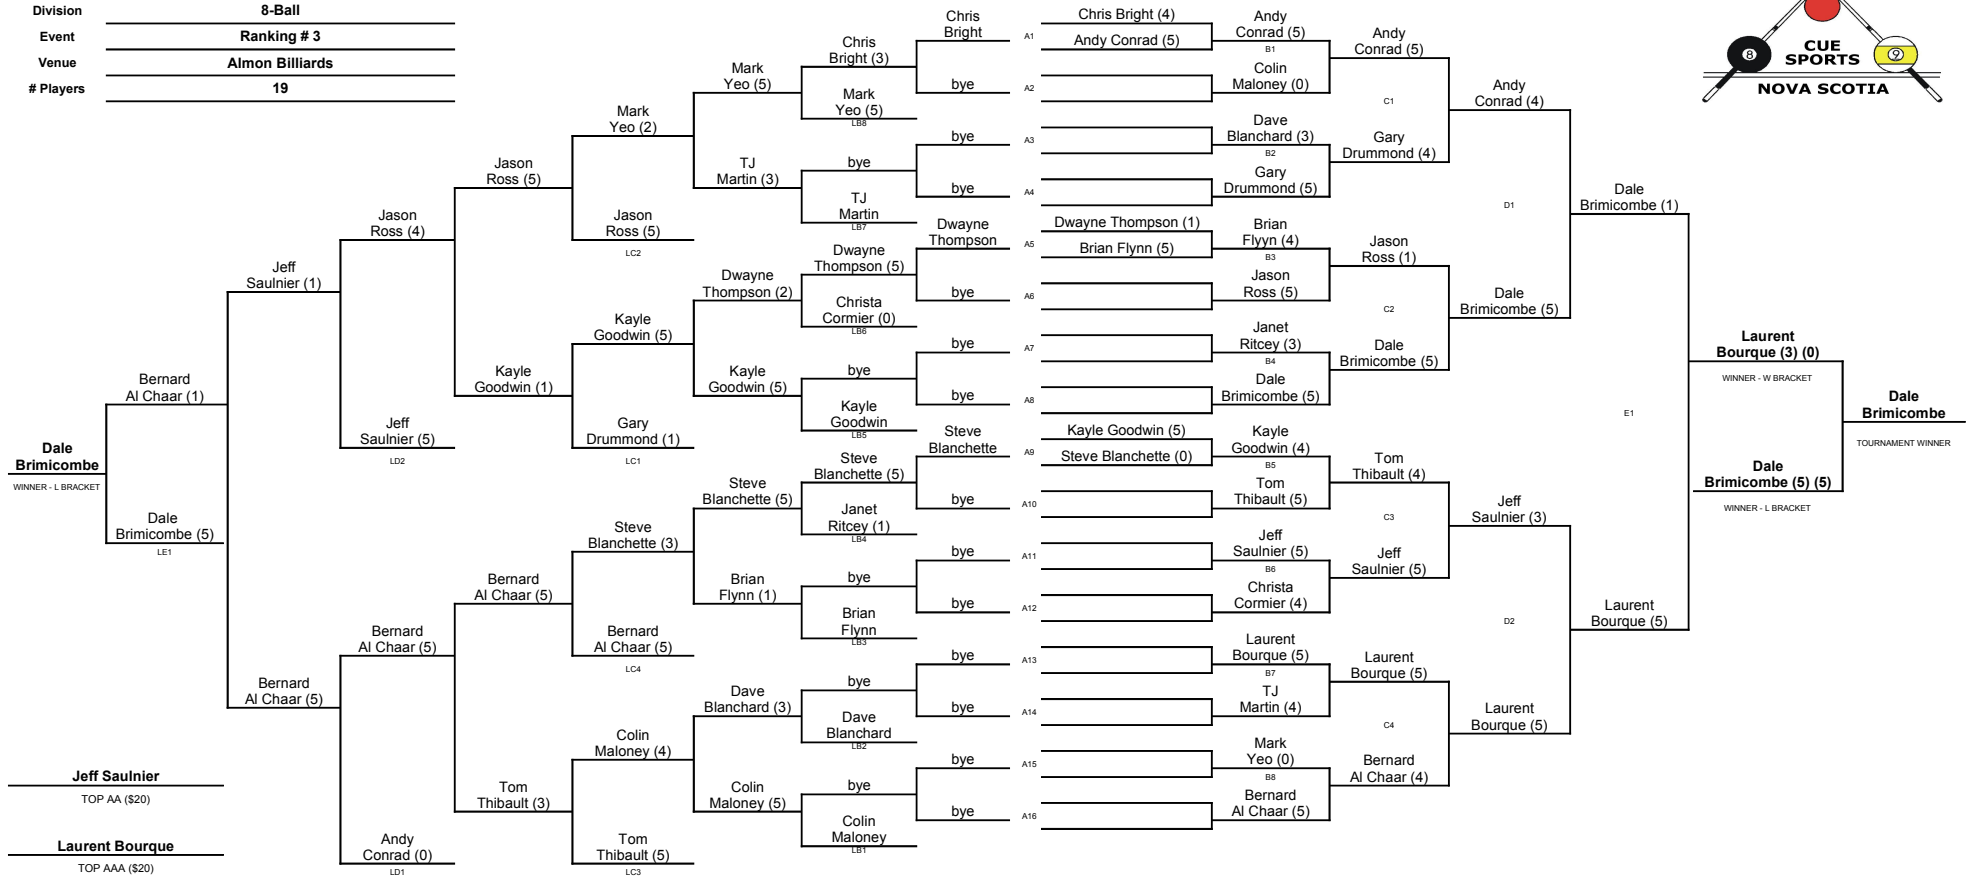 Division 8-Ball
Event Ranking # 3
Venue Almon Billiards
# Players 19
8
9
CUE
SPORTS
NOVA SCOTIA
Dale
Brimicombe
WINNER - L BRACKET
Bernard
Al Chaar (1)
Dale
Brimicombe (5)
LE1
Jeff
Saulnier (1)
Bernard
Al Chaar (5)
Jason
Ross (4)
Jeff
Saulnier (5)
LD2
Bernard
Al Chaar (5)
Andy
Conrad (0)
LD1
Jason
Ross (5)
Kayle
Goodwin (1)
Bernard
Al Chaar (5)
Tom
Thibault (3)
Mark
Yeo (2)
Jason
Ross (5)
LC2
Kayle
Goodwin (5)
Gary
Drummond (1)
LC1
Steve
Blanchette (3)
Bernard
Al Chaar (5)
LC4
Colin
Maloney (4)
Tom
Thibault (5)
LC3
Mark
Yeo (5)
TJ
Martin (3)
Dwayne
Thompson (2)
Kayle
Goodwin (5)
Steve
Blanchette (5)
Brian
Flynn (1)
Dave
Blanchard (3)
Colin
Maloney (5)
Chris
Bright (3)
Mark
Yeo (5)
LB8
bye
TJ
Martin
LB7
Dwayne
Thompson (5)
Christa
Cormier (0)
LB6
bye
Kayle
Goodwin
LB5
Steve
Blanchette (5)
Janet
Ritcey (1)
LB4
bye
Brian
Flynn
LB3
bye
Dave
Blanchard
LB2
bye
Colin
Maloney
LB1
Chris
Bright
bye
bye
bye
Dwayne
Thompson
bye
bye
bye
Steve
Blanchette
bye
bye
bye
bye
bye
bye
bye
A1
A2
A3
A4
A5
A6
A7
A8
A9
A10
A11
A12
A13
A14
A15
A16
Chris Bright (4)
Andy Conrad (5)
Dwayne Thompson (1)
Brian Flynn (5)
Kayle Goodwin (5)
Steve Blanchette (0)
Andy
Conrad (5)
B1
Colin
Maloney (0)
Dave
Blanchard (3)
B2
Gary
Drummond (5)
Brian
Flyyn (4)
B3
Jason
Ross (5)
Janet
Ritcey (3)
B4
Dale
Brimicombe (5)
Kayle
Goodwin (4)
B5
Tom
Thibault (5)
Jeff
Saulnier (5)
B6
Christa
Cormier (4)
Laurent
Bourque (5)
B7
TJ
Martin (4)
Mark
Yeo (0)
B8
Bernard
Al Chaar (5)
Andy
Conrad (5)
C1
Gary
Drummond (4)
Jason
Ross (1)
C2
Dale
Brimicombe (5)
Tom
Thibault (4)
C3
Jeff
Saulnier (5)
Laurent
Bourque (5)
C4
Bernard
Al Chaar (4)
Andy
Conrad (4)
D1
Dale
Brimicombe (5)
Jeff
Saulnier (3)
D2
Laurent
Bourque (5)
Dale
Brimicombe (1)
E1
Laurent
Bourque (5)
Laurent
Bourque (3) (0)
WINNER - W BRACKET
Dale
Brimicombe (5) (5)
WINNER - L BRACKET
Dale
Brimicombe
TOURNAMENT WINNER
Jeff Saulnier
TOP AA ($20)
Laurent Bourque
TOP AAA ($20)